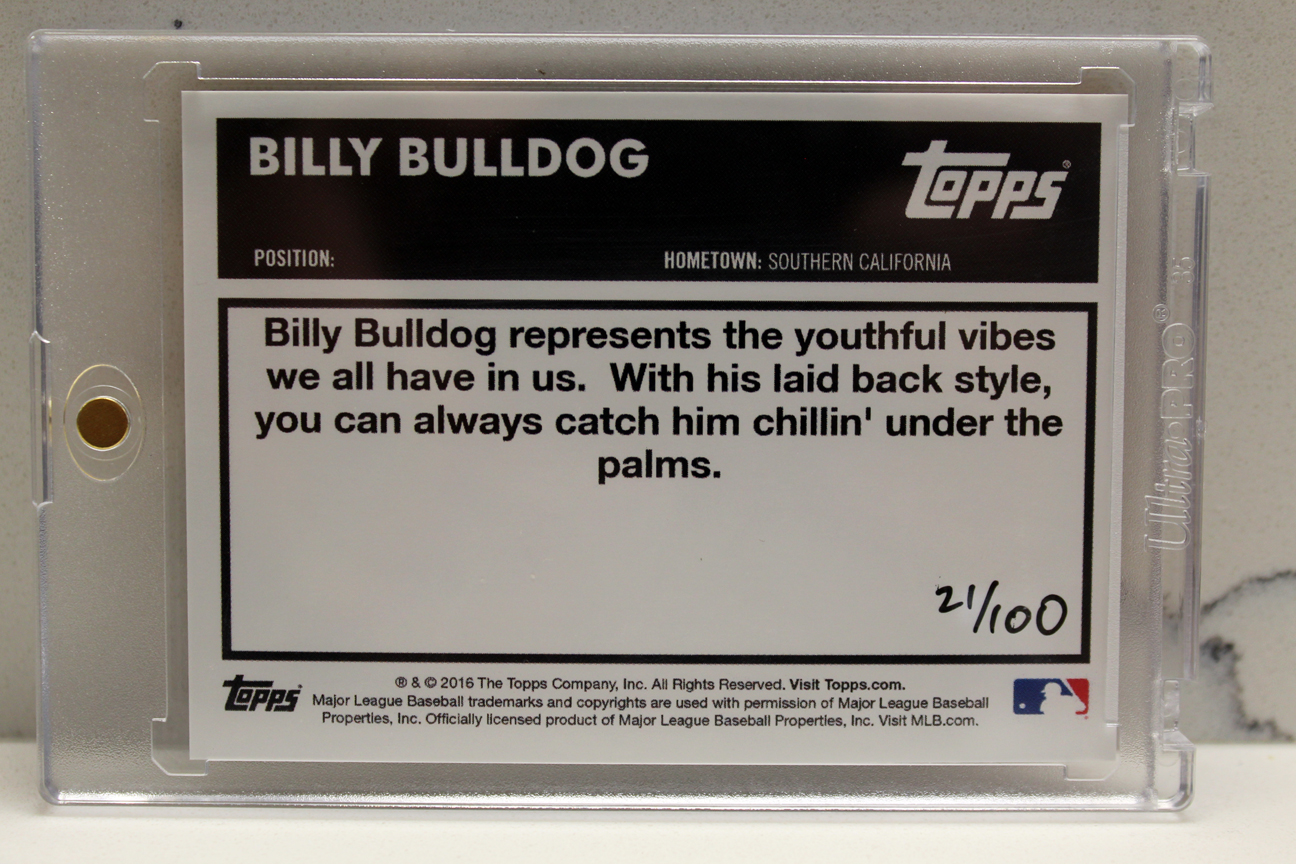 BILLY BULLDOG
Topps®
POSITION:
HOMETOWN: SOUTHERN CALIFORNIA
Billy Bulldog represents the youthful vibes
we all have in us.  With his laid back style,
you can always catch him chillin' under the
palms.
21/100
Topps
® & © 2016 The Topps Company, Inc. All Rights Reserved. Visit Topps.com.
Major League Baseball trademarks and copyrights are used with permission of Major League Baseball
Properties, Inc. Officially licensed product of Major League Baseball Properties, Inc. Visit MLB.com.
Ultra PRO®